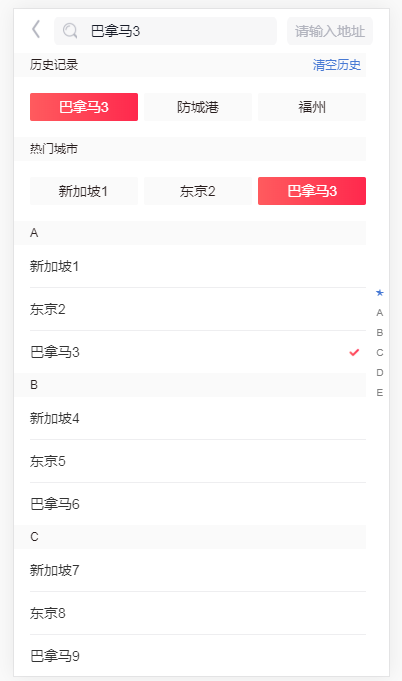 巴拿马3 请输入地址
历史记录 清空历史
巴拿马3 防城港 福州
热门城市
新加坡1 东京2 巴拿马3
A
新加坡1
东京2
巴拿马3
B
新加坡4
东京5
巴拿马6
C
新加坡7
东京8
巴拿马9
★
A
B
C
D
E